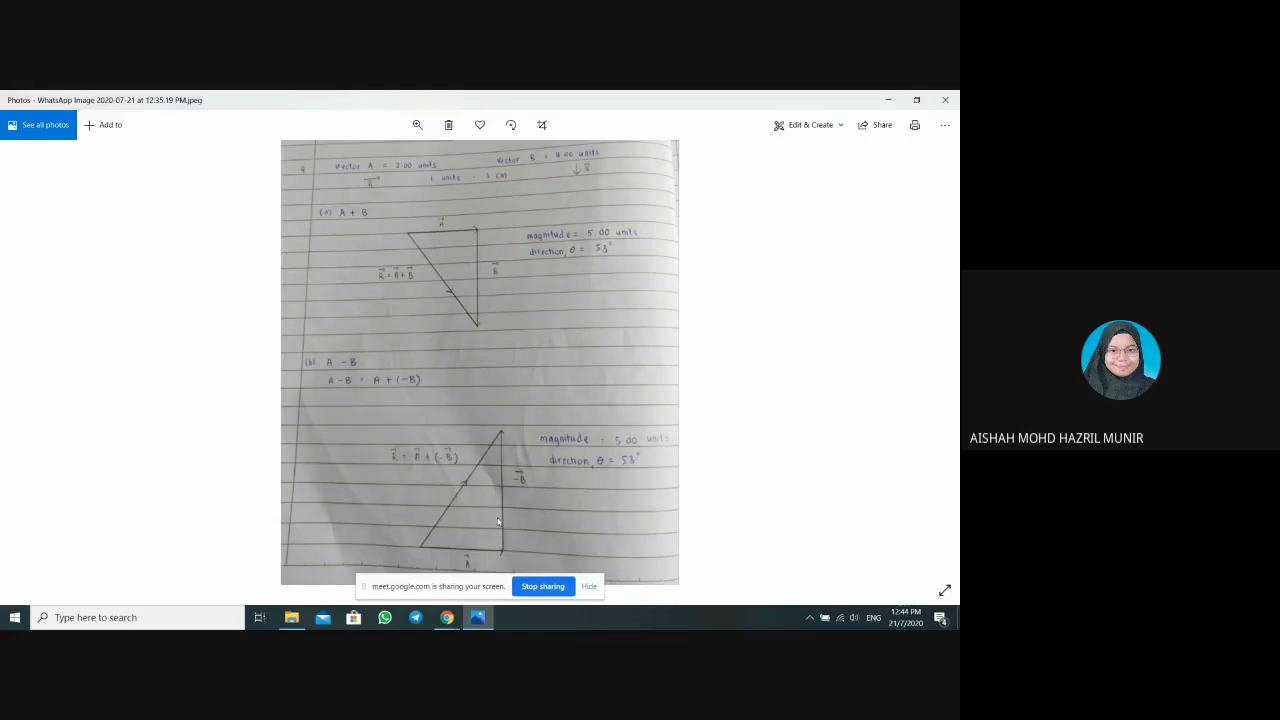 Photos - WhatsApp Image 2020-07-21 at 12.35.19 PM.jpeg
See all photos
Add to
Edit & Create
Share
vector A = 3.00 units
vector B = 4.00 units
1 units = 1 cm
B
(a) A + B
A
magnitude = 5.00 units
direction, θ = 53°
R = A + B
B
(b) A - B
A - B = A + (-B)
magnitude = 5.00 units
R = A + (-B)
direction, θ = 53°
-B
A
AISHAH MOHD HAZRIL MUNIR
meet.google.com is sharing your screen.
Stop sharing
Hide
Type here to search
ENG
12:44 PM
21/7/2020
4